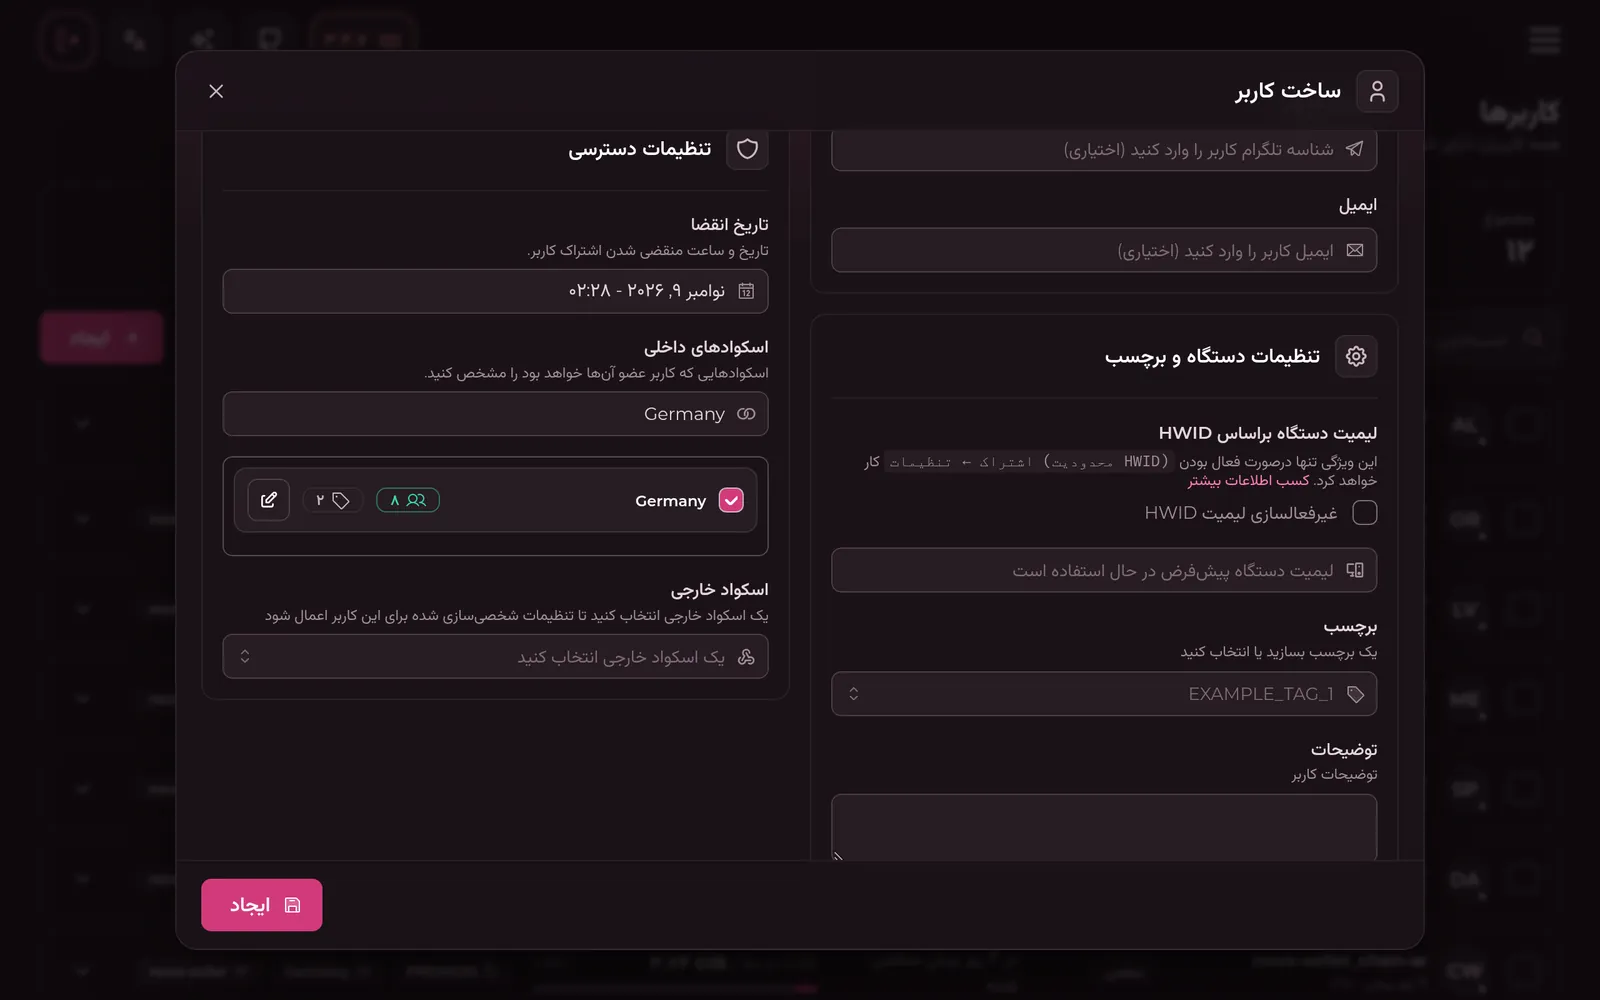 ساخت کاربر
شناسه تلگرام کاربر را وارد کنید (اختیاری)
ایمیل
ایمیل کاربر را وارد کنید (اختیاری)
تنظیمات دستگاه و برچسب
لیمیت دستگاه براساس HWID
این ویژگی تنها درصورت فعال بودن تنظیمات ← اشتراک (محدودیت HWID) کار
خواهد کرد. کسب اطلاعات بیشتر
غیرفعالسازی لیمیت HWID
لیمیت دستگاه پیش‌فرض در حال استفاده است
برچسب
یک برچسب بسازید یا انتخاب کنید
EXAMPLE_TAG_1
توضیحات
توضیحات کاربر
تنظیمات دسترسی
تاریخ انقضا
تاریخ و ساعت منقضی شدن اشتراک کاربر.
نوامبر ۹, ۲۰۲۶ - ۰۲:۲۸
اسکوادهای داخلی
اسکوادهایی که کاربر عضو آن‌ها خواهد بود را مشخص کنید.
Germany
Germany ۸ ۲
اسکواد خارجی
یک اسکواد خارجی انتخاب کنید تا تنظیمات شخصی‌سازی شده برای این کاربر اعمال شود
یک اسکواد خارجی انتخاب کنید
ایجاد
کاربرها
۱۲
ایجاد